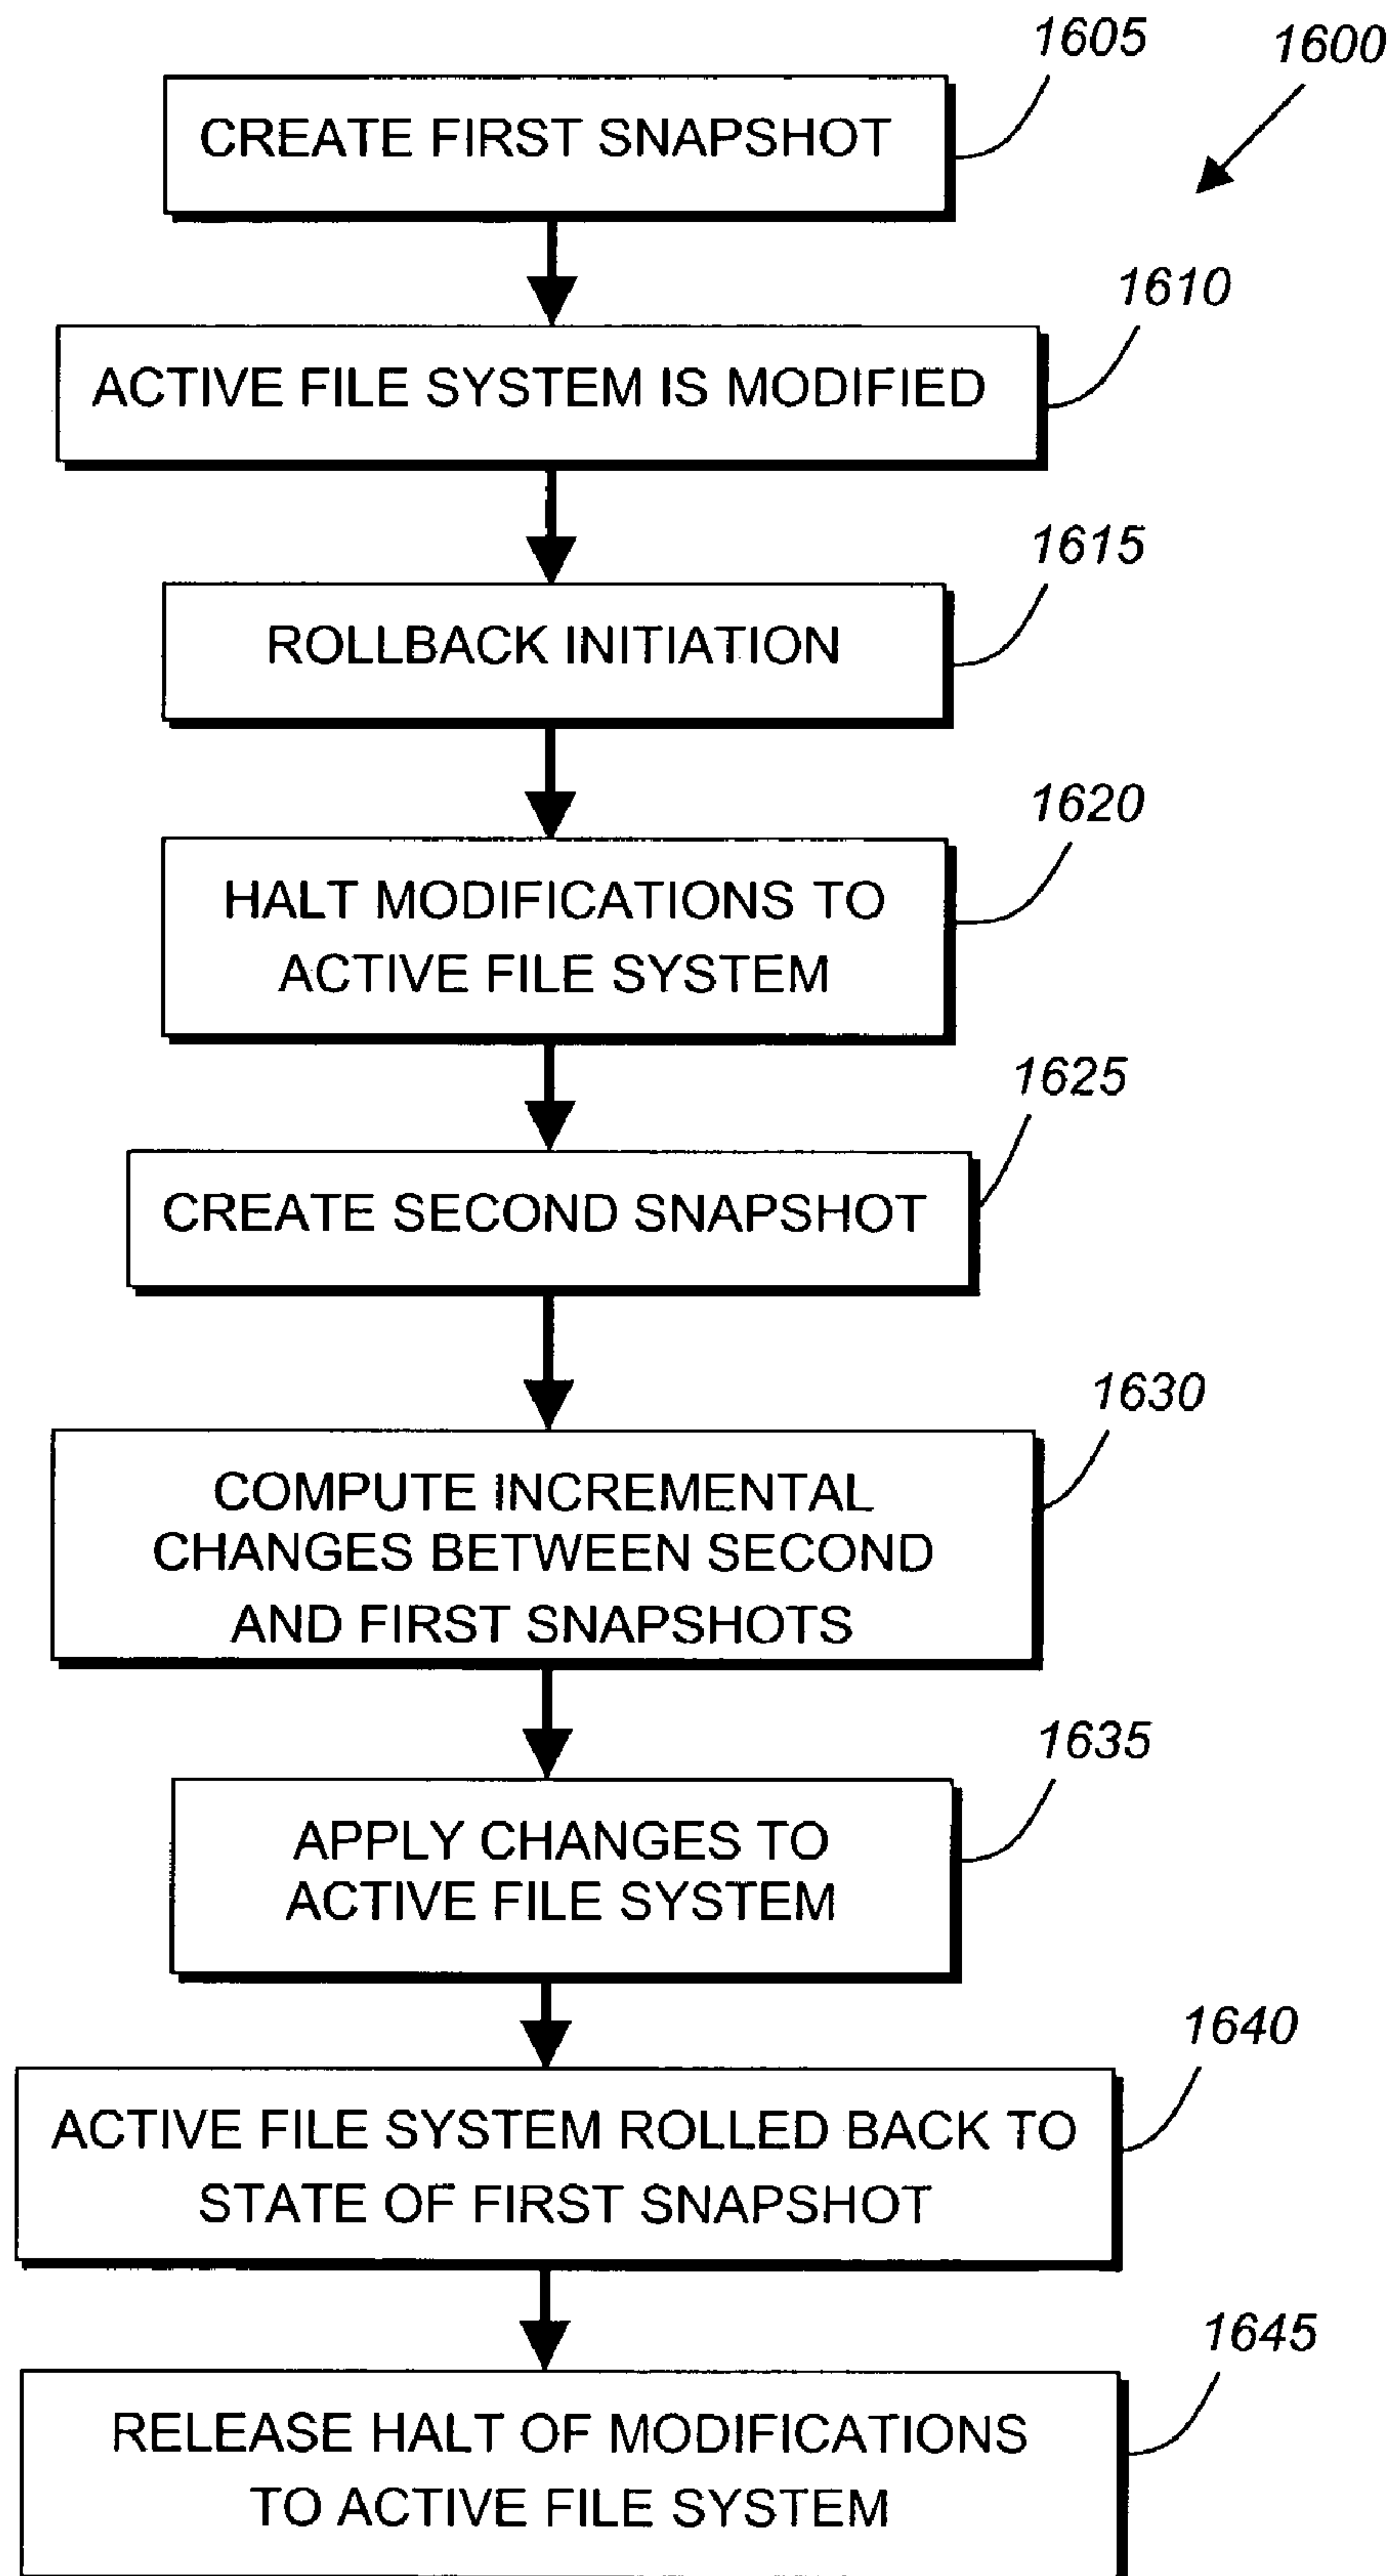 1605
1600
CREATE FIRST SNAPSHOT
1610
ACTIVE FILE SYSTEM IS MODIFIED
1615
ROLLBACK INITIATION
1620
HALT MODIFICATIONS TO
ACTIVE FILE SYSTEM
1625
CREATE SECOND SNAPSHOT
1630
COMPUTE INCREMENTAL
CHANGES BETWEEN SECOND
AND FIRST SNAPSHOTS
1635
APPLY CHANGES TO
ACTIVE FILE SYSTEM
1640
ACTIVE FILE SYSTEM ROLLED BACK TO
STATE OF FIRST SNAPSHOT
1645
RELEASE HALT OF MODIFICATIONS
TO ACTIVE FILE SYSTEM